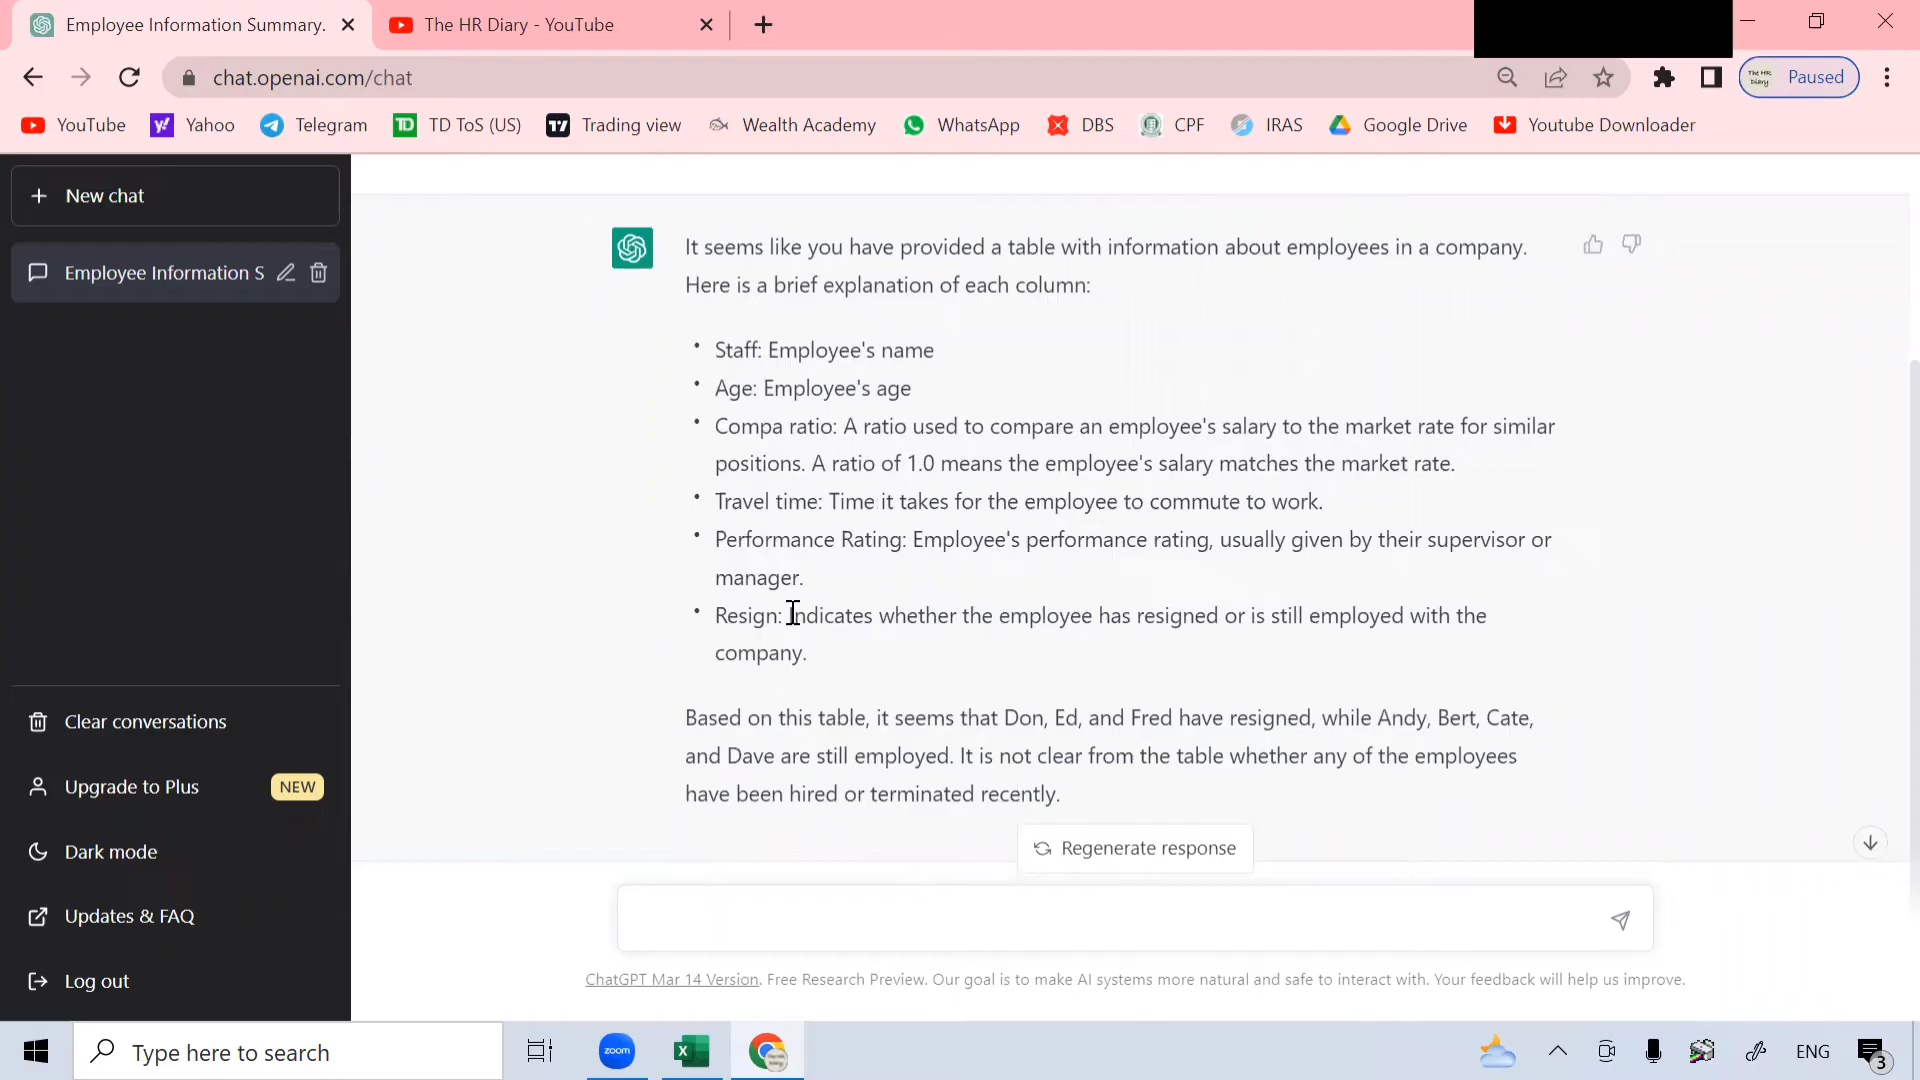 Employee Information Summary.
The HR Diary - YouTube
chat.openai.com/chat
The HR Diary
Paused
YouTube
Yahoo
Telegram
TD ToS (US)
Trading view
Wealth Academy
WhatsApp
DBS
CPF
IRAS
Google Drive
Youtube Downloader
New chat
Employee Information S
Clear conversations
Upgrade to Plus
NEW
Dark mode
Updates & FAQ
Log out
It seems like you have provided a table with information about employees in a company.
Here is a brief explanation of each column:
• Staff: Employee's name
• Age: Employee's age
• Compa ratio: A ratio used to compare an employee's salary to the market rate for similar
positions. A ratio of 1.0 means the employee's salary matches the market rate.
• Travel time: Time it takes for the employee to commute to work.
• Performance Rating: Employee's performance rating, usually given by their supervisor or
manager.
• Resign: Indicates whether the employee has resigned or is still employed with the
company.
Based on this table, it seems that Don, Ed, and Fred have resigned, while Andy, Bert, Cate,
and Dave are still employed. It is not clear from the table whether any of the employees
have been hired or terminated recently.
Regenerate response
ChatGPT Mar 14 Version. Free Research Preview. Our goal is to make AI systems more natural and safe to interact with. Your feedback will help us improve.
Type here to search
zoom
ENG
3